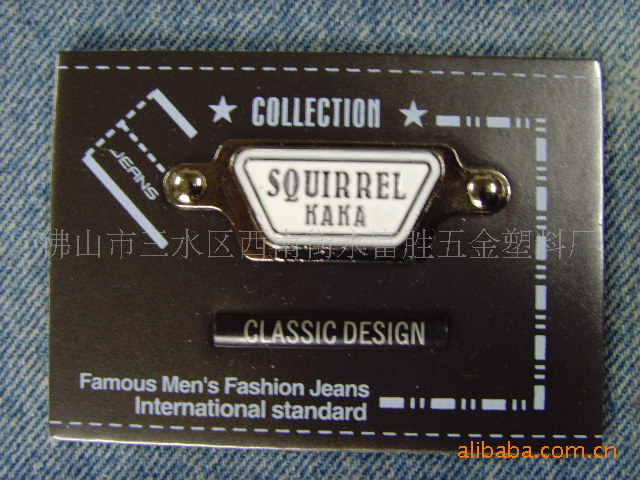 ★ COLLECTION ★
JEANS
SQUIRREL
KAKA
佛山市三水区西南街永富胜五金塑料厂
CLASSIC DESIGN
Famous Men's Fashion Jeans
International standard
alibaba.com.cn